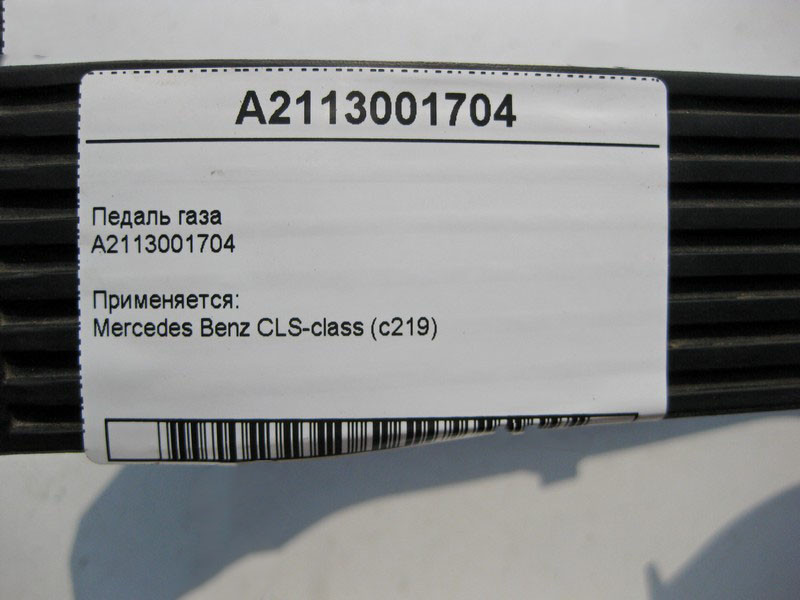 A2113001704
Педаль газа
A2113001704
Применяется:
Mercedes Benz CLS-class (c219)